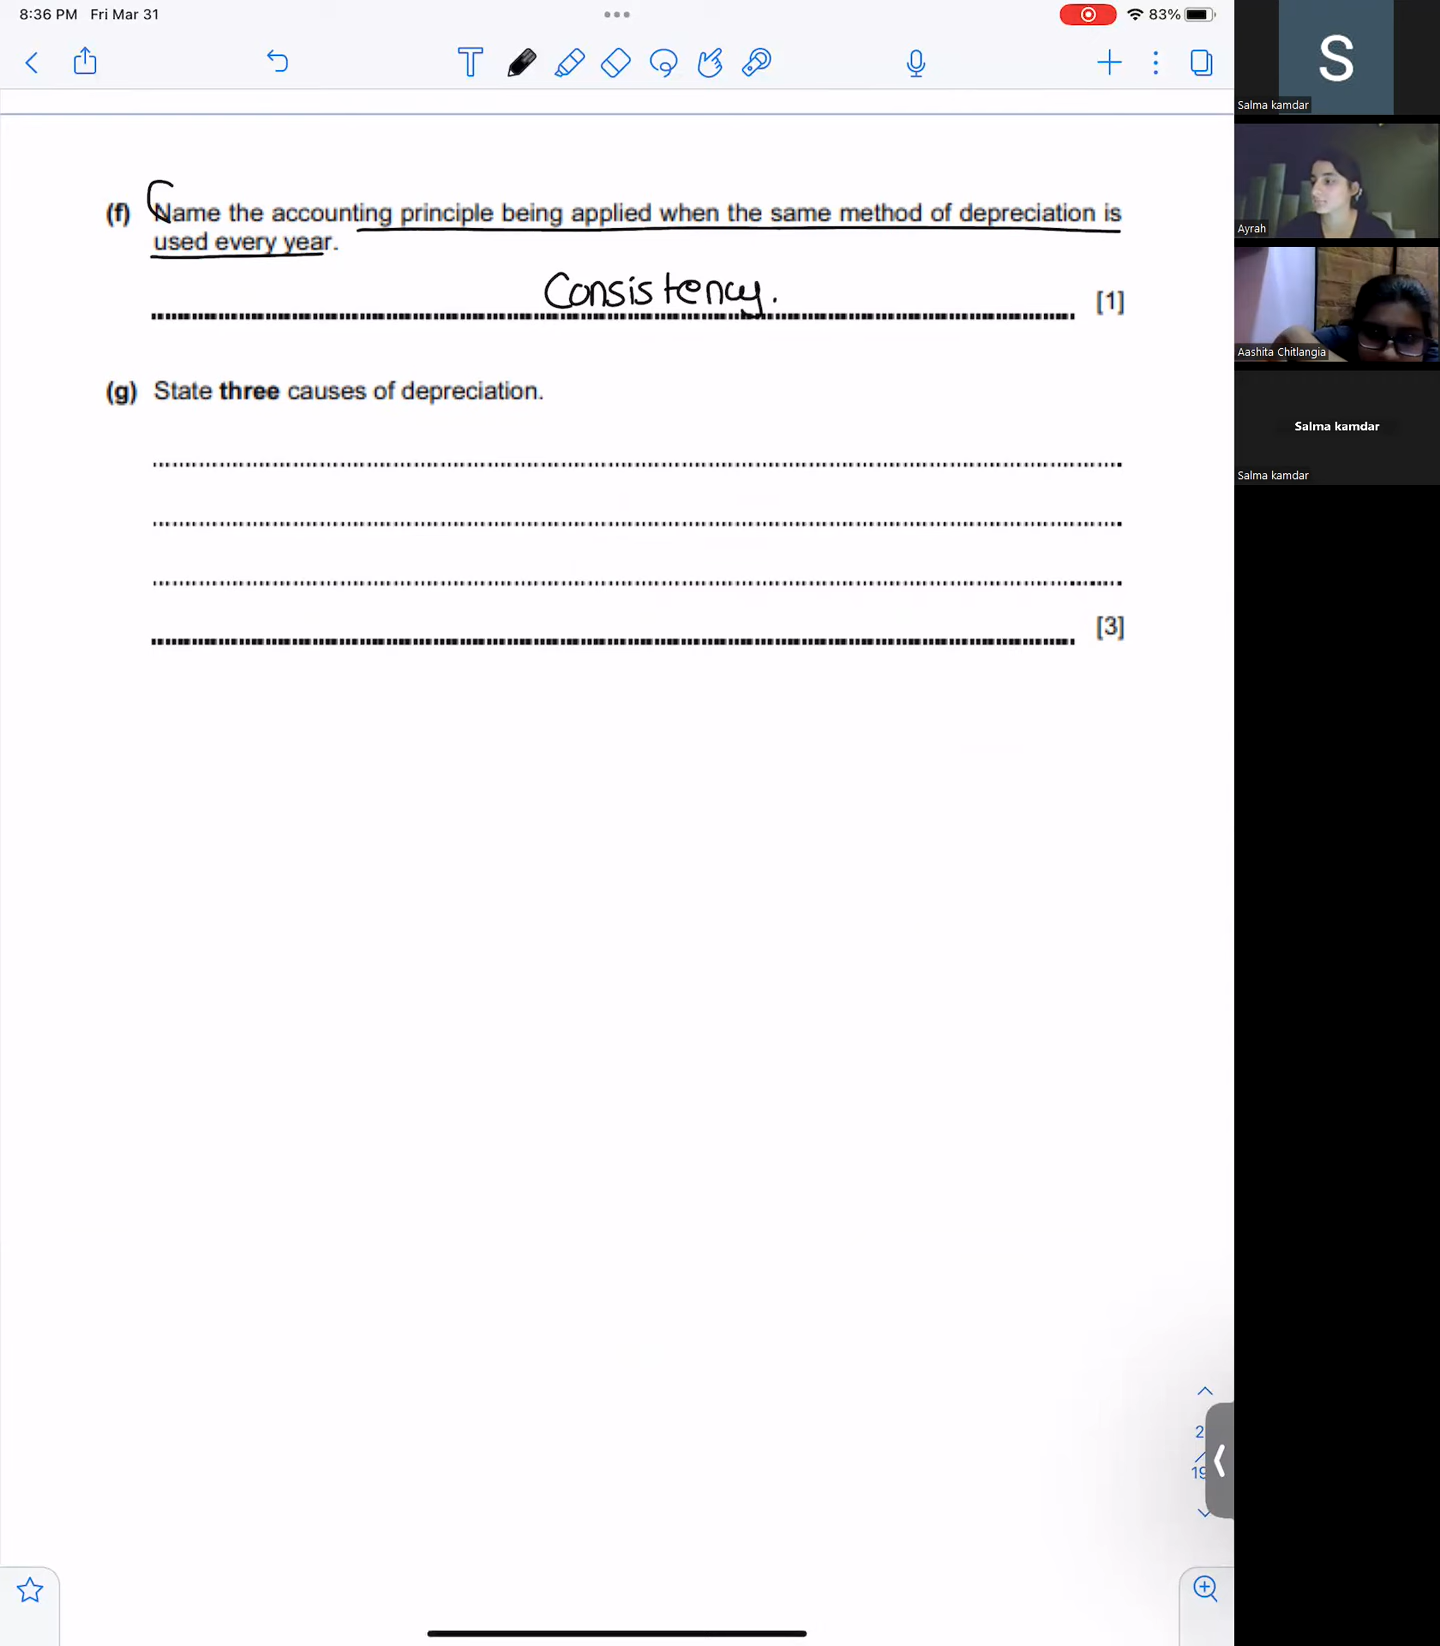 8:36 PM Fri Mar 31
83%
(f) Name the accounting principle being applied when the same method of depreciation is
used every year.
Consistency.
[1]
(g) State three causes of depreciation.
[3]
2
19
S
Salma kamdar
Ayrah
Aashita Chitlangia
Salma kamdar
Salma kamdar